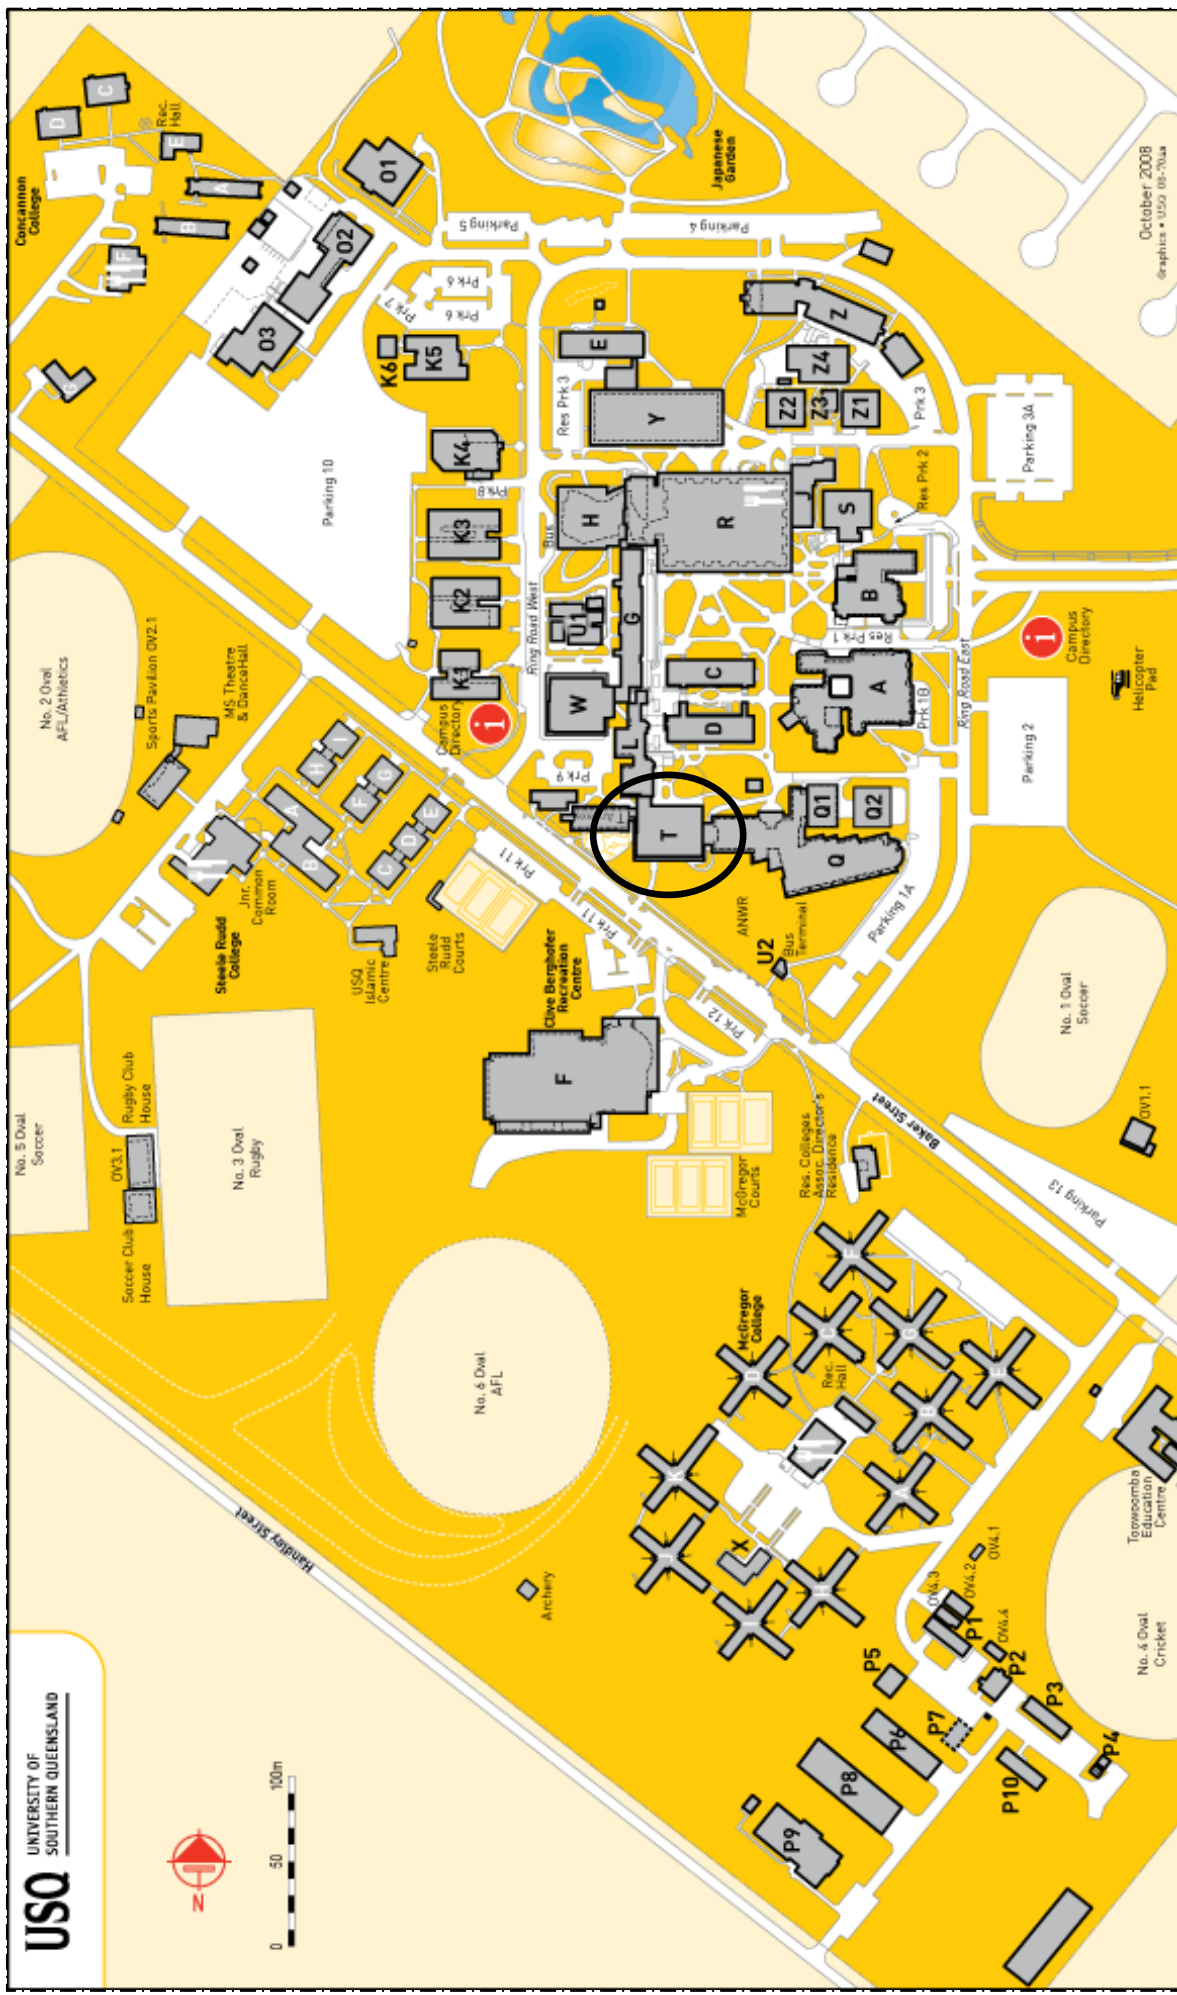 USQ
UNIVERSITY OF
SOUTHERN QUEENSLAND
N
0
50
100m
Handley Street
No. 5 Oval
Soccer
Soccer Club
House
OV3.1
Rugby Club
House
No. 3 Oval
Rugby
No. 6 Oval
AFL
Archery
No. 2 Oval
AFL/Athletics
Sports Pavilion OV2.1
MS Theatre
& Dance Hall
Steele Rudd
College
Jnr.
Common
Room
A
B
C
D
E
F
G
H
I
USQ
Islamic
Centre
Steele
Rudd
Courts
Clive Berghofer
Recreation
Centre
F
McGregor
Courts
Res. Colleges
Assoc. Director's
Residence
McGregor
College
Rec.
Hall
A
B
C
D
E
F
G
H
I
J
K
X
P1
P2
P3
P4
P5
P6
P7
P8
P9
P10
OV4.1
OV4.2
OV4.3
OV4.4
No. 4 Oval
Cricket
Toowoomba
Education
Centre
Parking 13
Baker Street
OV1.1
No. 1 Oval
Soccer
Prk 11
Prk 11
Prk 12
ANWR
U2
Bus
Terminal
Parking 1A
Concannon
College
A
B
C
D
E
F
G
Rec.
Hall
O1
O2
O3
Parking 10
K1
K2
K3
K4
K5
K6
Prk 7
Prk 6
Prk 6
Prk 8
Parking 5
Parking 4
Japanese
Garden
Campus
Directory
i
Ring Road West
Bus
Res Prk 3
E
Y
H
R
U1
G
W
L
Prk 9
T
C
D
Q
Q1
Q2
A
Prk 1B
B
Res Prk 1
S
Res Prk 2
Z
Z1
Z2
Z3
Z4
Prk 3
Parking 3A
Ring Road East
i
Campus
Directory
Parking 2
Helicopter
Pad
October 2008